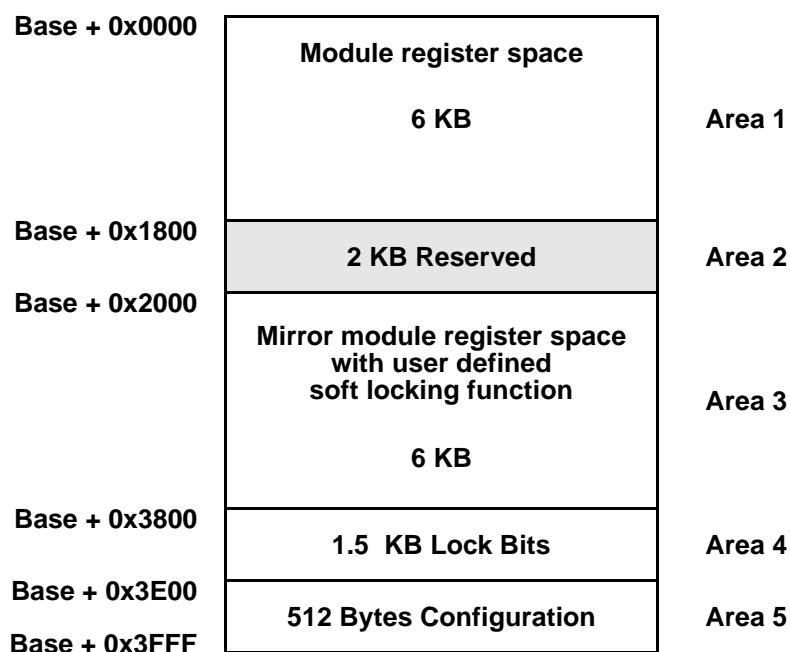 Base + 0x0000
Module register space
6 KB
Area 1
Base + 0x1800
2 KB Reserved
Area 2
Base + 0x2000
Mirror module register space
with user defined
soft locking function
Area 3
6 KB
Base + 0x3800
1.5 KB Lock Bits
Area 4
Base + 0x3E00
512 Bytes Configuration
Area 5
Base + 0x3FFF